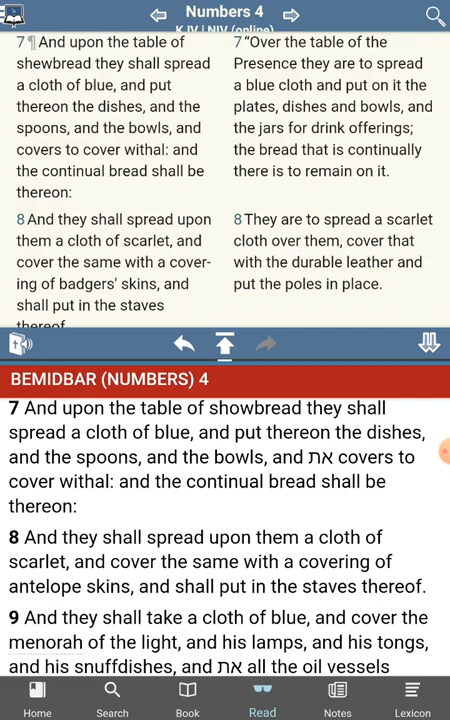 Numbers 4
KJV | NIV (online)
7 ¶ And upon the table of
shewbread they shall spread
a cloth of blue, and put
thereon the dishes, and the
spoons, and the bowls, and
covers to cover withal: and
the continual bread shall be
thereon:
8 And they shall spread upon
them a cloth of scarlet, and
cover the same with a cover-
ing of badgers' skins, and
shall put in the staves
thereof
7 “Over the table of the
Presence they are to spread
a blue cloth and put on it the
plates, dishes and bowls, and
the jars for drink offerings;
the bread that is continually
there is to remain on it.
8 They are to spread a scarlet
cloth over them, cover that
with the durable leather and
put the poles in place.
BEMIDBAR (NUMBERS) 4
7 And upon the table of showbread they shall
spread a cloth of blue, and put thereon the dishes,
and the spoons, and the bowls, and את covers to
cover withal: and the continual bread shall be
thereon:
8 And they shall spread upon them a cloth of
scarlet, and cover the same with a covering of
antelope skins, and shall put in the staves thereof.
9 And they shall take a cloth of blue, and cover the
menorah of the light, and his lamps, and his tongs,
and his snuffdishes, and את all the oil vessels
Home Search Book Read Notes Lexicon